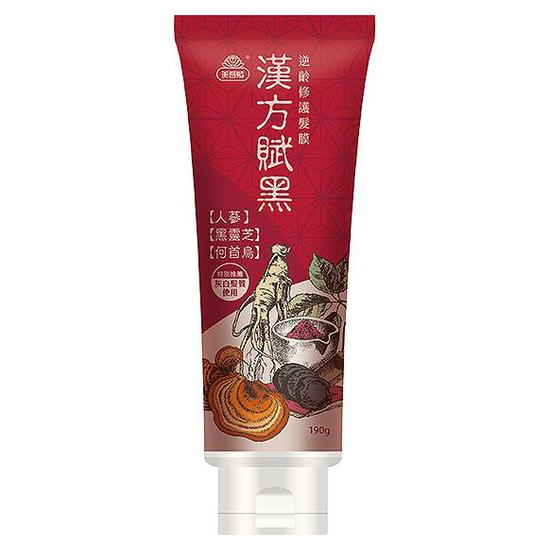 美吾髮
®
漢方賦黑
逆齡修護髮膜
【人蔘】
【黑靈芝】
【何首烏】
特別推薦
灰白髮質
使用
190g